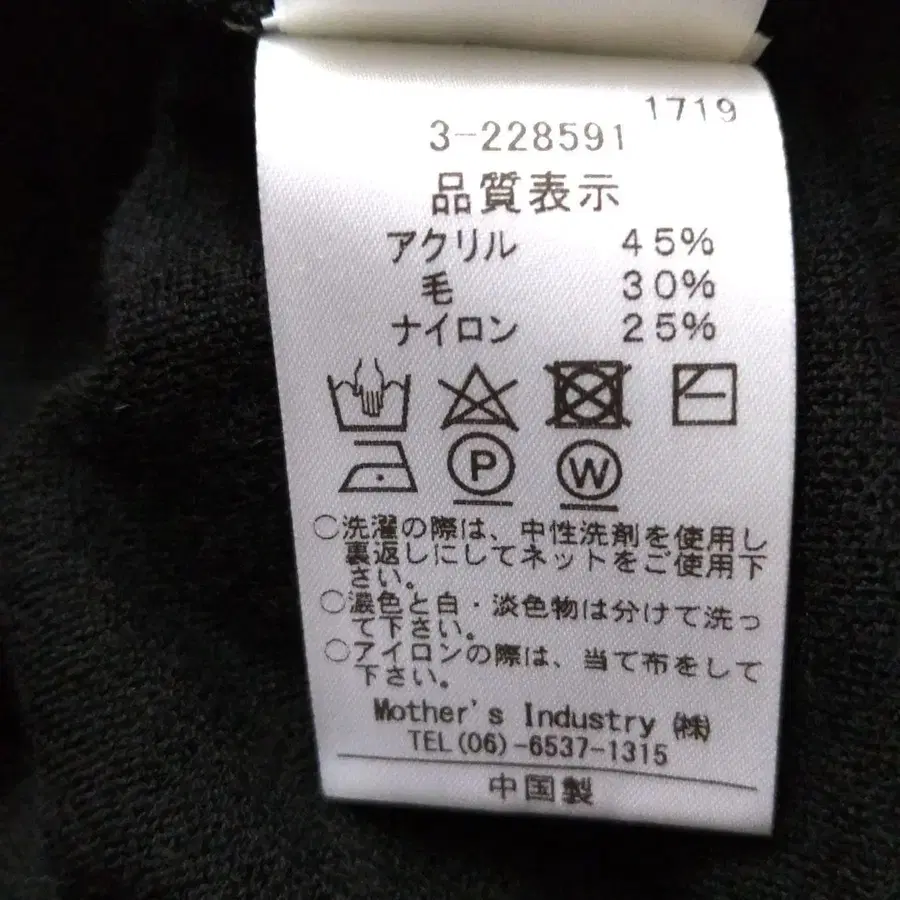 1719
3-228591
品質表示
アクリル 45%
毛 30%
ナイロン 25%
P W
○洗濯の際は、中性洗剤を使用し
裏返しにしてネットをご使用下
さい。
○濃色と白・淡色物は分けて洗っ
て下さい。
○アイロンの際は、当て布をして
下さい。
Mother's Industry ㈱
TEL(06)-6537-1315
中国製